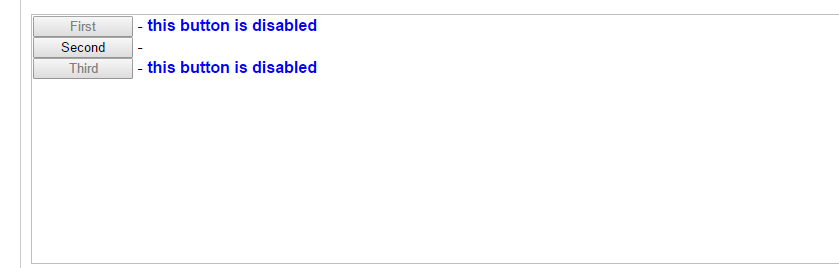 First - this button is disabled
Second -
Third - this button is disabled